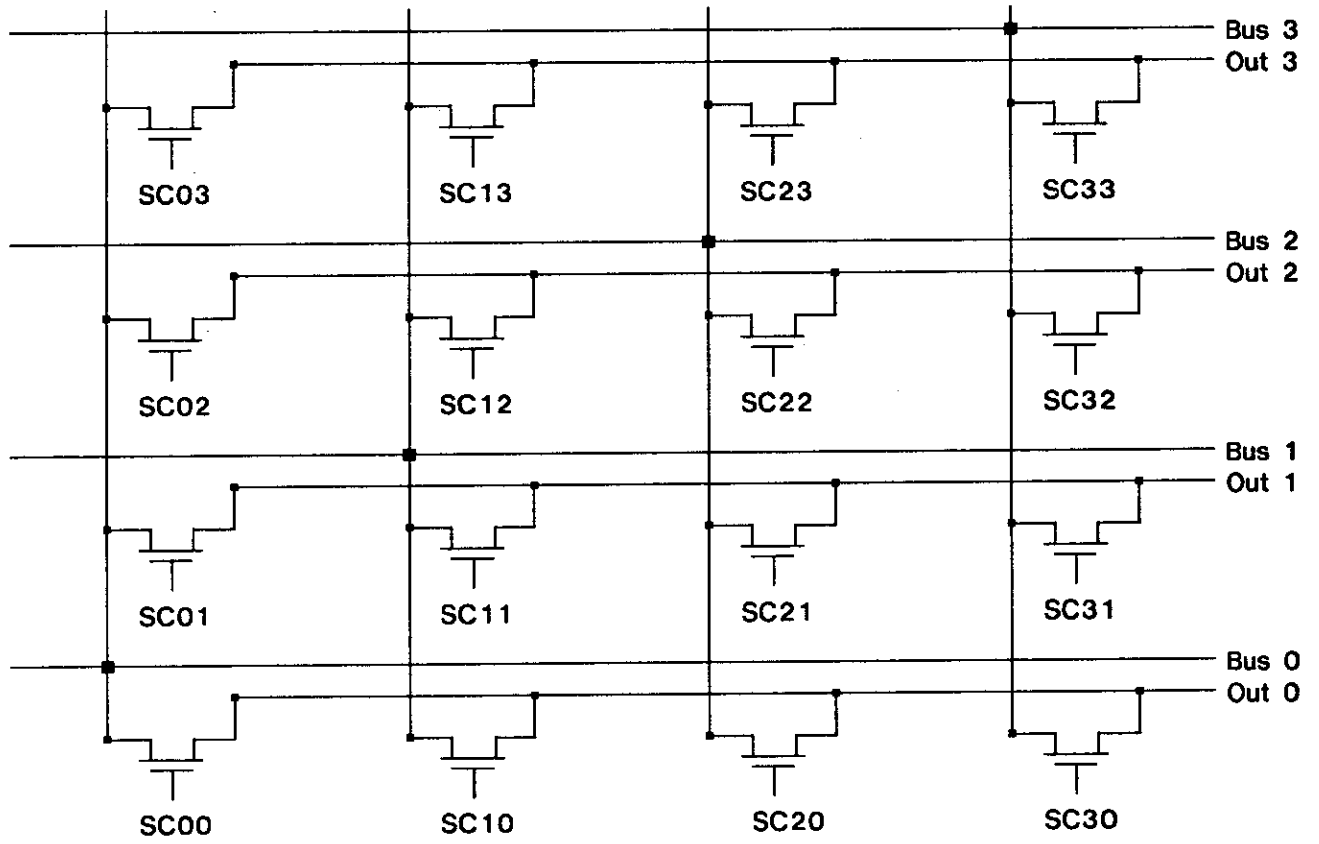 Bus 3
Out 3
SC03 SC13 SC23 SC33
Bus 2
Out 2
SC02 SC12 SC22 SC32
Bus 1
Out 1
SC01 SC11 SC21 SC31
Bus 0
Out 0
SC00 SC10 SC20 SC30